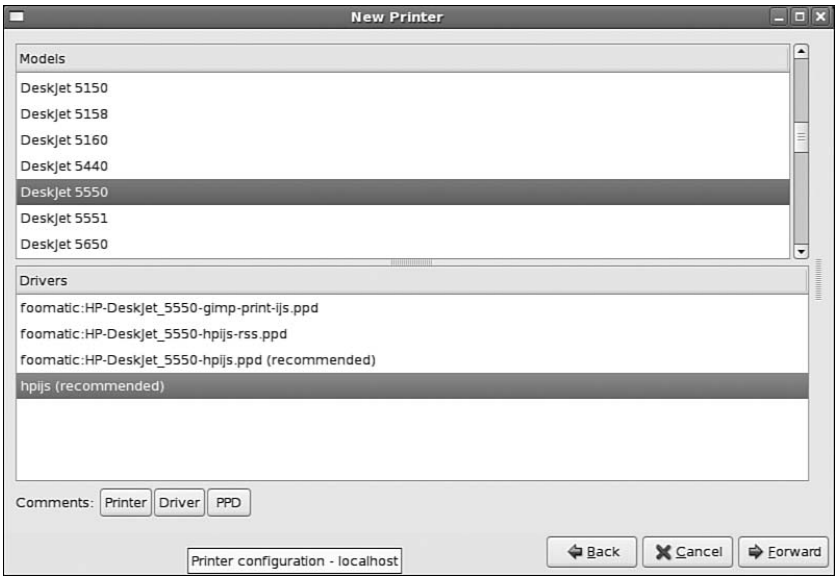 New Printer
Models
DeskJet 5150
DeskJet 5158
DeskJet 5160
DeskJet 5440
DeskJet 5550
DeskJet 5551
DeskJet 5650
Drivers
foomatic:HP-DeskJet_5550-gimp-print-ijs.ppd
foomatic:HP-DeskJet_5550-hpijs-rss.ppd
foomatic:HP-DeskJet_5550-hpijs.ppd (recommended)
hpijs (recommended)
Comments: Printer Driver PPD
Back Cancel Forward
Printer configuration - localhost